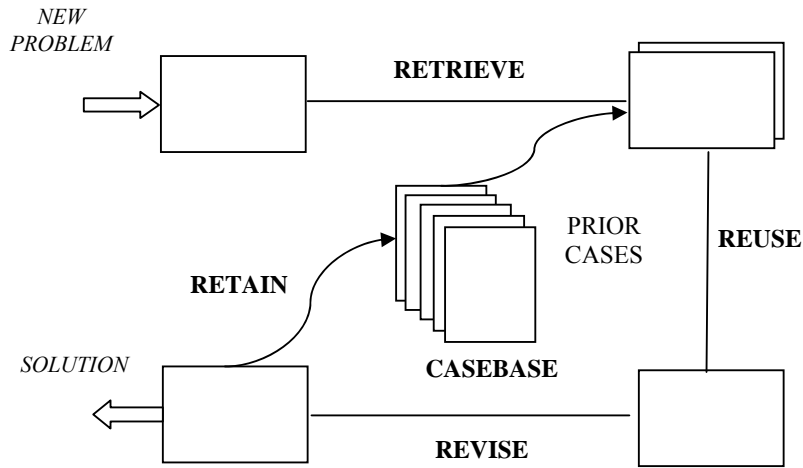 NEW
PROBLEM
RETRIEVE
PRIOR
CASES
REUSE
RETAIN
SOLUTION
CASEBASE
REVISE